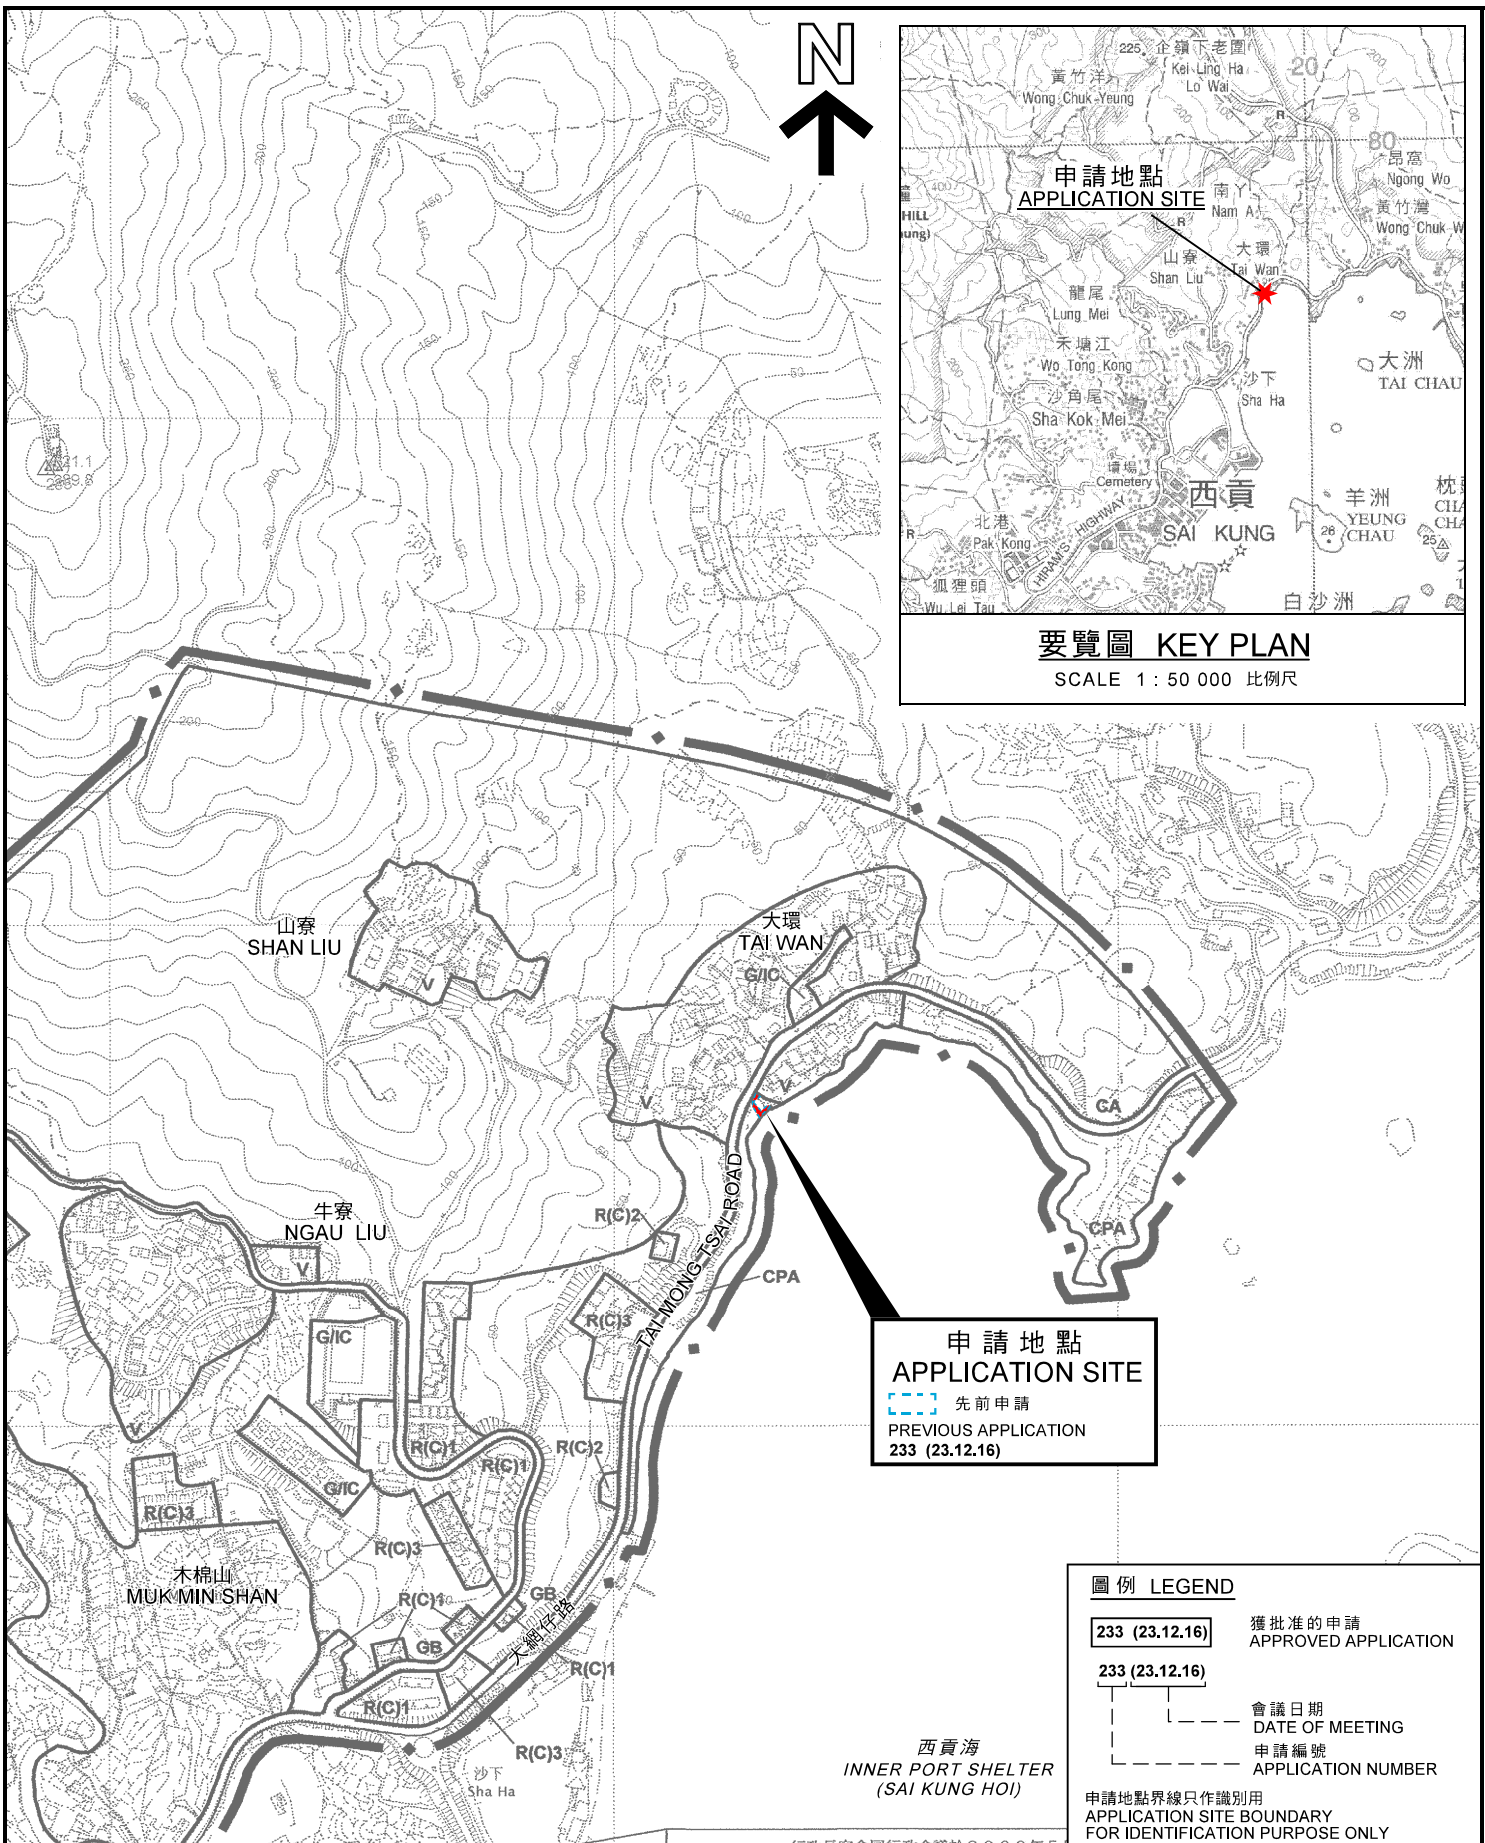 N
225
企嶺下老圍
Kei Ling Ha
Lo Wai
20
黃竹洋
Wong Chuk Yeung
R
80
昂窩
Ngong Wo
申請地點
APPLICATION SITE
南丫
Nam A
R
黃竹灣
Wong Chuk W
HILL
山寮
Shan Liu
大環
Tai Wan
龍尾
Lung Mei
禾塘江
Wo Tong Kong
大洲
TAI CHAU
沙下
Sha Ha
沙角尾
Sha Kok Mei
墳場
Cemetery
西貢
SAI KUNG
羊洲
YEUNG
CHAU
26
25
北港
Pak Kong
HIRAM'S HIGHWAY
R
狐狸頭
Wu Lei Tau
白沙洲
要覽圖 KEY PLAN
SCALE 1 : 50 000 比例尺
山寮
SHAN LIU
V
大環
TAI WAN
G/IC
V
V
CA
CPA
牛寮
NGAU LIU
V
R(C)2
TAI MONG TSAI ROAD
CPA
R(C)3
G/IC
V
R(C)1
R(C)1
R(C)2
G/IC
R(C)3
R(C)3
木棉山
MUK MIN SHAN
R(C)1
GB
GB
大網仔路
R(C)1
R(C)1
R(C)3
沙下
Sha Ha
申請地點
APPLICATION SITE
先前申請
PREVIOUS APPLICATION
233 (23.12.16)
西貢海
INNER PORT SHELTER
(SAI KUNG HOI)
圖例 LEGEND
233 (23.12.16)
獲批准的申請
APPROVED APPLICATION
233 (23.12.16)
會議日期
DATE OF MEETING
申請編號
APPLICATION NUMBER
申請地點界線只作識別用
APPLICATION SITE BOUNDARY
FOR IDENTIFICATION PURPOSE ONLY